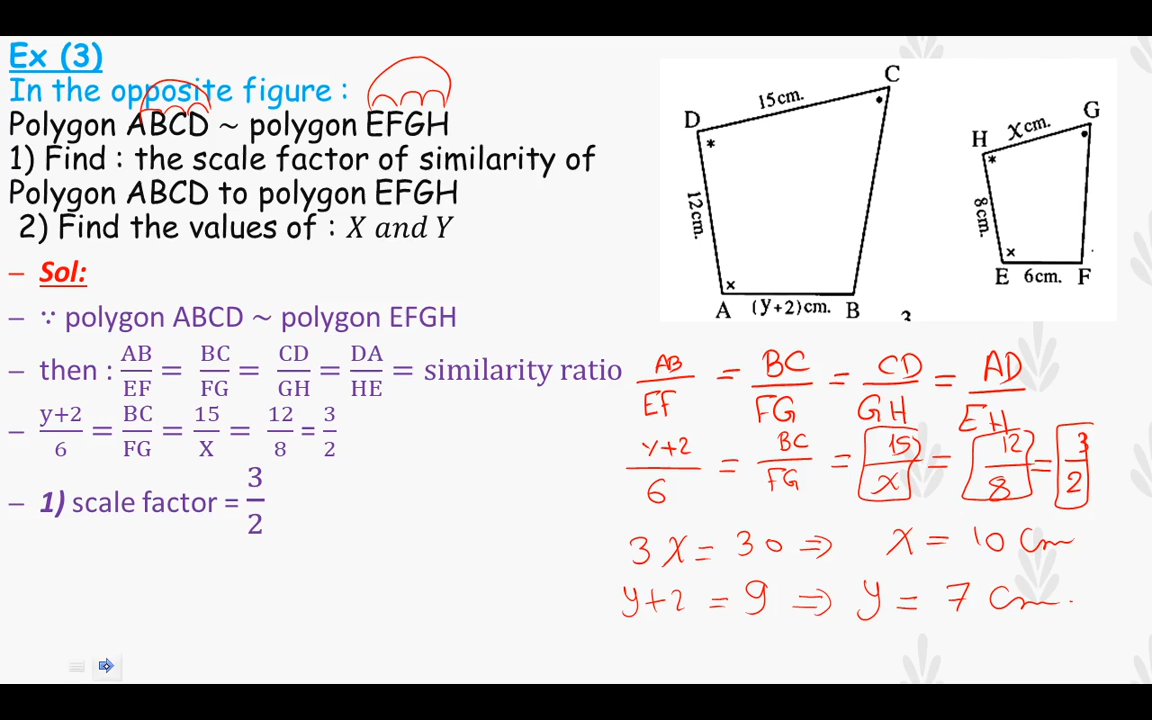 Ex (3)
In the opposite figure :
Polygon ABCD ~ polygon EFGH
1) Find : the scale factor of similarity of
Polygon ABCD to polygon EFGH
2) Find the values of : X and Y
– Sol:
– ∵ polygon ABCD ~ polygon EFGH
– then : AB/EF = BC/FG = CD/GH = DA/HE = similarity ratio
– y+2/6 = BC/FG = 15/X = 12/8 = 3/2
– 1) scale factor = 3/2
D
15cm.
C
12cm.
A
(y+2)cm.
B
H
Xcm.
G
8cm.
E
6cm.
F
3
AB/EF = BC/FG = CD/GH = AD/EH
y+2/6 = BC/FG = 15/x = 12/8 = 3/2
3X = 30 ⇒ x = 10 cm
y+2 = 9 ⇒ y = 7 cm.